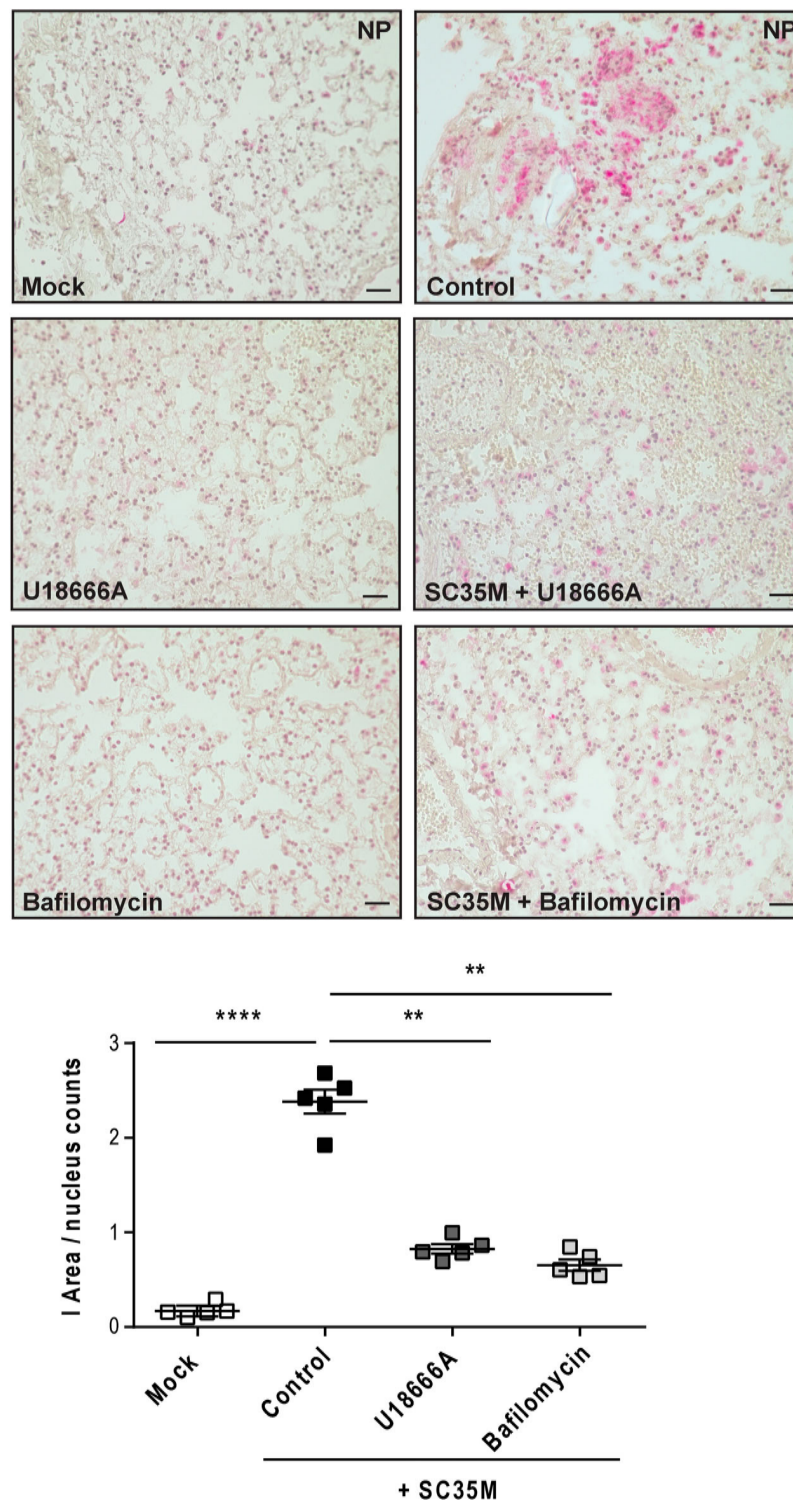 NP
Mock
Control
U18666A
SC35M + U18666A
Bafilomycin
SC35M + Bafilomycin
**
****
**
3
2
1
0
I Area / nucleus counts
Mock
Control
U18666A
Bafilomycin
+ SC35M